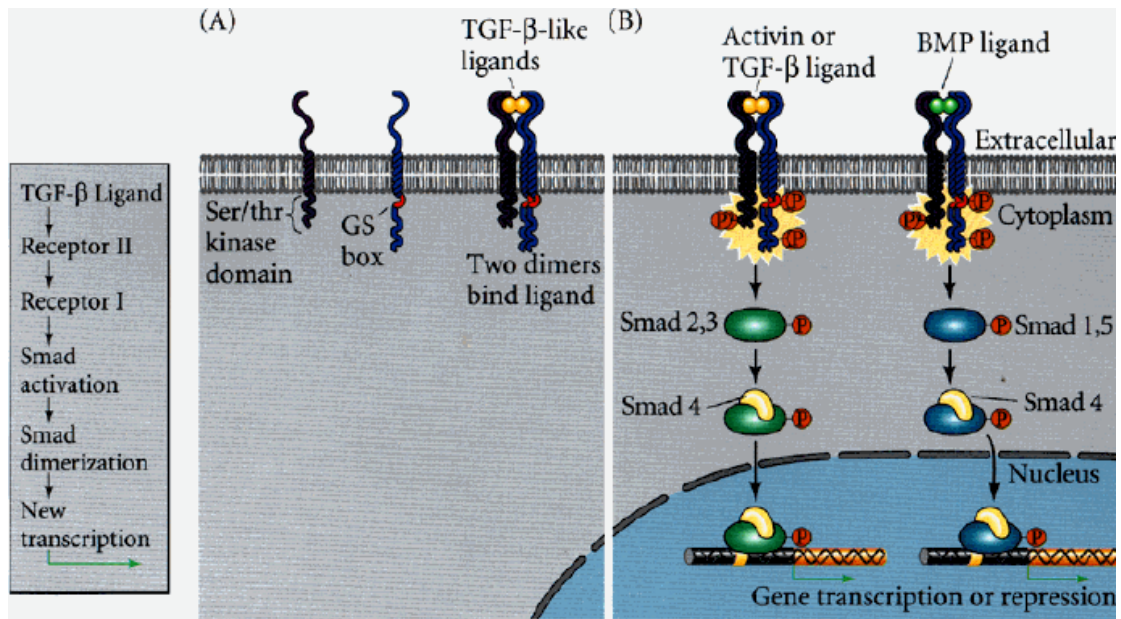 TGF-β Ligand
Receptor II
Receptor I
Smad
activation
Smad
dimerization
New
transcription
(A)
TGF-β-like
ligands
Ser/thr
kinase
domain
GS
box
Two dimers
bind ligand
(B)
Activin or
TGF-β ligand
BMP ligand
Extracellular
P
P
P
P
P
P
Cytoplasm
Smad 2,3
P
P
Smad 1,5
Smad 4
P
P
Smad 4
Nucleus
P
P
Gene transcription or repression